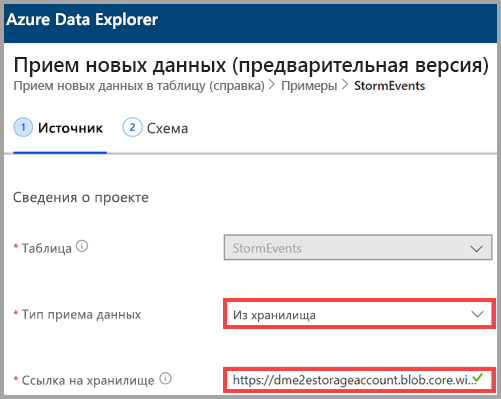 Azure Data Explorer
Прием новых данных (предварительная версия)
Прием новых данных в таблицу (справка) > Примеры > StormEvents
1 Источник 2 Схема
Сведения о проекте
* Таблица StormEvents
* Тип приема данных Из хранилища
* Ссылка на хранилище https://dme2estorageaccount.blob.core.wi...